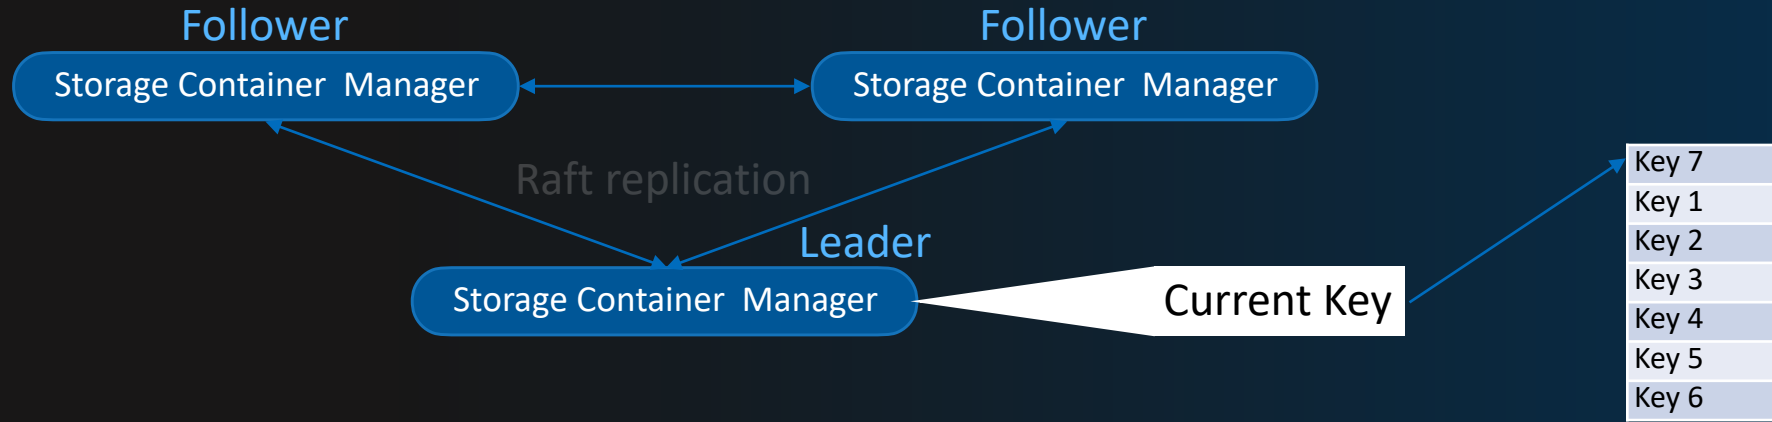 Follower
Follower
Storage Container Manager
Storage Container Manager
Raft replication
Leader
Storage Container Manager
Current Key
Key 7
Key 1
Key 2
Key 3
Key 4
Key 5
Key 6